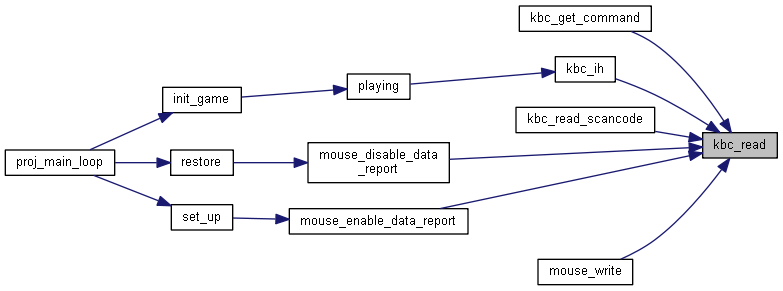 kbc_get_command
kbc_ih
playing
init_game
kbc_read_scancode
kbc_read
proj_main_loop
restore
mouse_disable_data
_report
set_up
mouse_enable_data_report
mouse_write